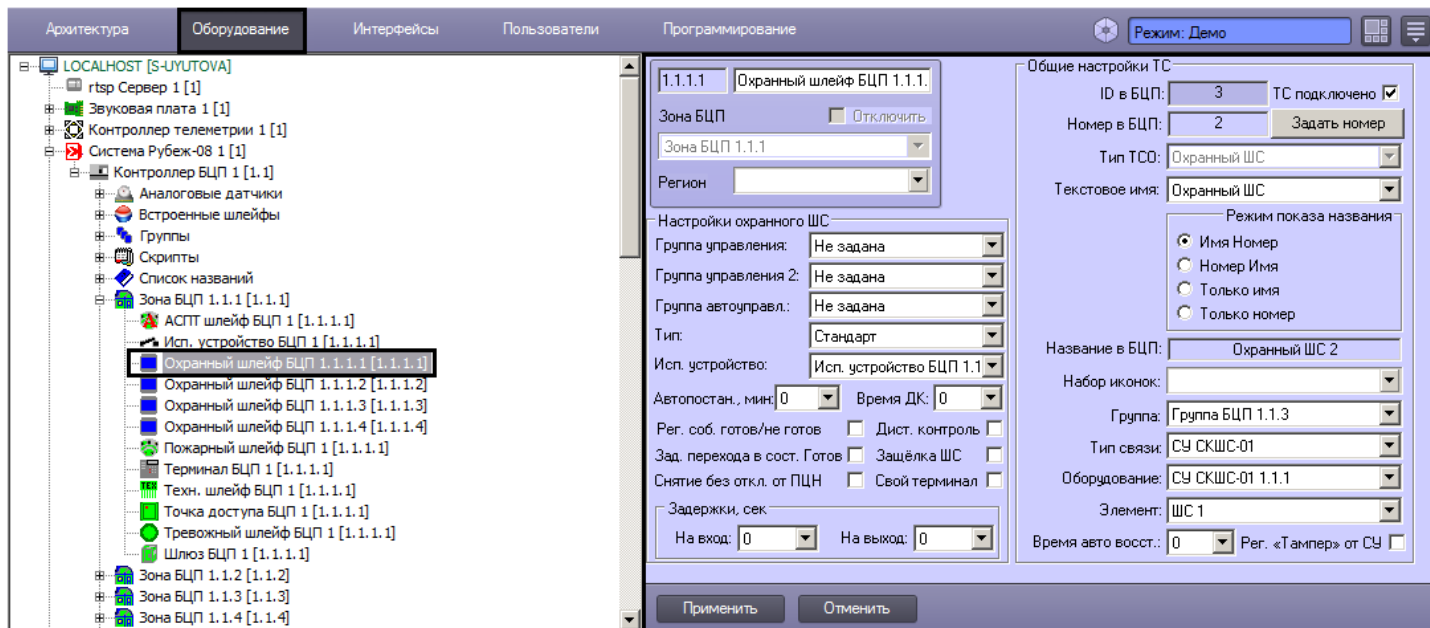 Архитектура
Оборудование
Интерфейсы
Пользователи
Программирование
Режим: Демо
LOCALHOST [S-UYUTOVA]
rtsp Сервер 1 [1]
Звуковая плата 1 [1]
Контроллер телеметрии 1 [1]
Система Рубеж-08 1 [1]
Контроллер БЦП 1 [1.1]
Аналоговые датчики
Встроенные шлейфы
Группы
Скрипты
Список названий
Зона БЦП 1.1.1 [1.1.1]
АСПТ шлейф БЦП 1 [1.1.1.1]
Исп. устройство БЦП 1 [1.1.1.1]
Охранный шлейф БЦП 1.1.1.1 [1.1.1.1]
Охранный шлейф БЦП 1.1.1.2 [1.1.1.2]
Охранный шлейф БЦП 1.1.1.3 [1.1.1.3]
Охранный шлейф БЦП 1.1.1.4 [1.1.1.4]
Пожарный шлейф БЦП 1 [1.1.1.1]
Терминал БЦП 1 [1.1.1.1]
Техн. шлейф БЦП 1 [1.1.1.1]
Точка доступа БЦП 1 [1.1.1.1]
Тревожный шлейф БЦП 1 [1.1.1.1]
Шлюз БЦП 1 [1.1.1.1]
Зона БЦП 1.1.2 [1.1.2]
Зона БЦП 1.1.3 [1.1.3]
Зона БЦП 1.1.4 [1.1.4]
1.1.1.1 Охранный шлейф БЦП 1.1.1.
Зона БЦП Отключить
Зона БЦП 1.1.1
Регион
Настройки охранного ШС
Группа управления: Не задана
Группа управления 2: Не задана
Группа автоуправл.: Не задана
Тип: Стандарт
Исп. устройство: Исп. устройство БЦП 1.1
Автопостан., мин: 0 Время ДК: 0
Рег. соб. готов/не готов Дист. контроль
Зад. перехода в сост. Готов Защёлка ШС
Снятие без откл. от ПЦН Свой терминал
Задержки, сек
На вход: 0 На выход: 0
Общие настройки ТС
ID в БЦП: 3 ТС подключено
Номер в БЦП: 2 Задать номер
Тип ТСО: Охранный ШС
Текстовое имя: Охранный ШС
Режим показа названия
Имя Номер
Номер Имя
Только имя
Только номер
Название в БЦП: Охранный ШС 2
Набор иконок:
Группа: Группа БЦП 1.1.3
Тип связи: СУ СКШС-01
Оборудование: СУ СКШС-01 1.1.1
Элемент: ШС 1
Время авто восст.: 0 Рег. «Тампер» от СУ
Применить
Отменить